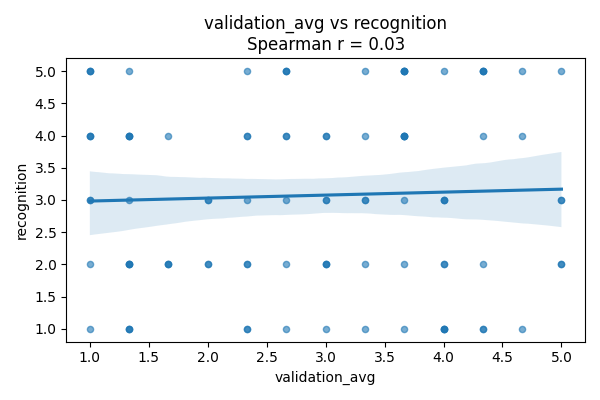 validation_avg vs recognition
Spearman r = 0.03
5.0
4.5
4.0
3.5
3.0
2.5
2.0
1.5
1.0
recognition
1.0 1.5 2.0 2.5 3.0 3.5 4.0 4.5 5.0
validation_avg